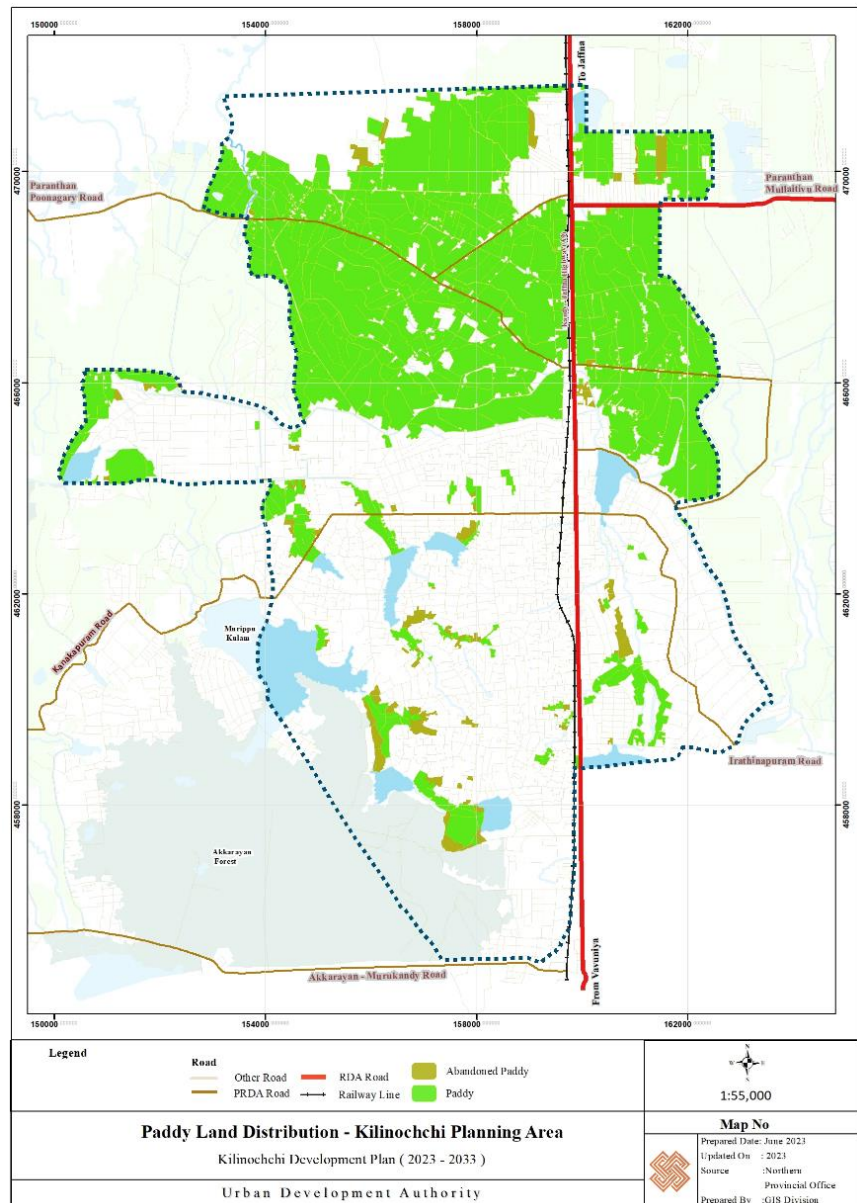 150000
154000
158000
162000
To Jaffna
470000
470000
Paranthan
Poonagary Road
Paranthan
Mullaitivu Road
466000
466000
462000
462000
Murippu
Kulam
Kanakapuram Road
Irathinapuram Road
458000
458000
Akkarayan
Forest
Akkarayan - Murukandy Road
From Vavuniya
150000
154000
158000
162000
Legend
Road
Other Road
PRDA Road
RDA Road
Railway Line
Abandoned Paddy
Paddy
N
W
E
S
1:55,000
Paddy Land Distribution - Kilinochchi Planning Area
Kilinochchi Development Plan ( 2023 - 2033 )
Urban Development Authority
Map No
Prepared Date: June 2023
Updated On : 2023
Source :Northern
Provincial Office
Prepared By :GIS Division